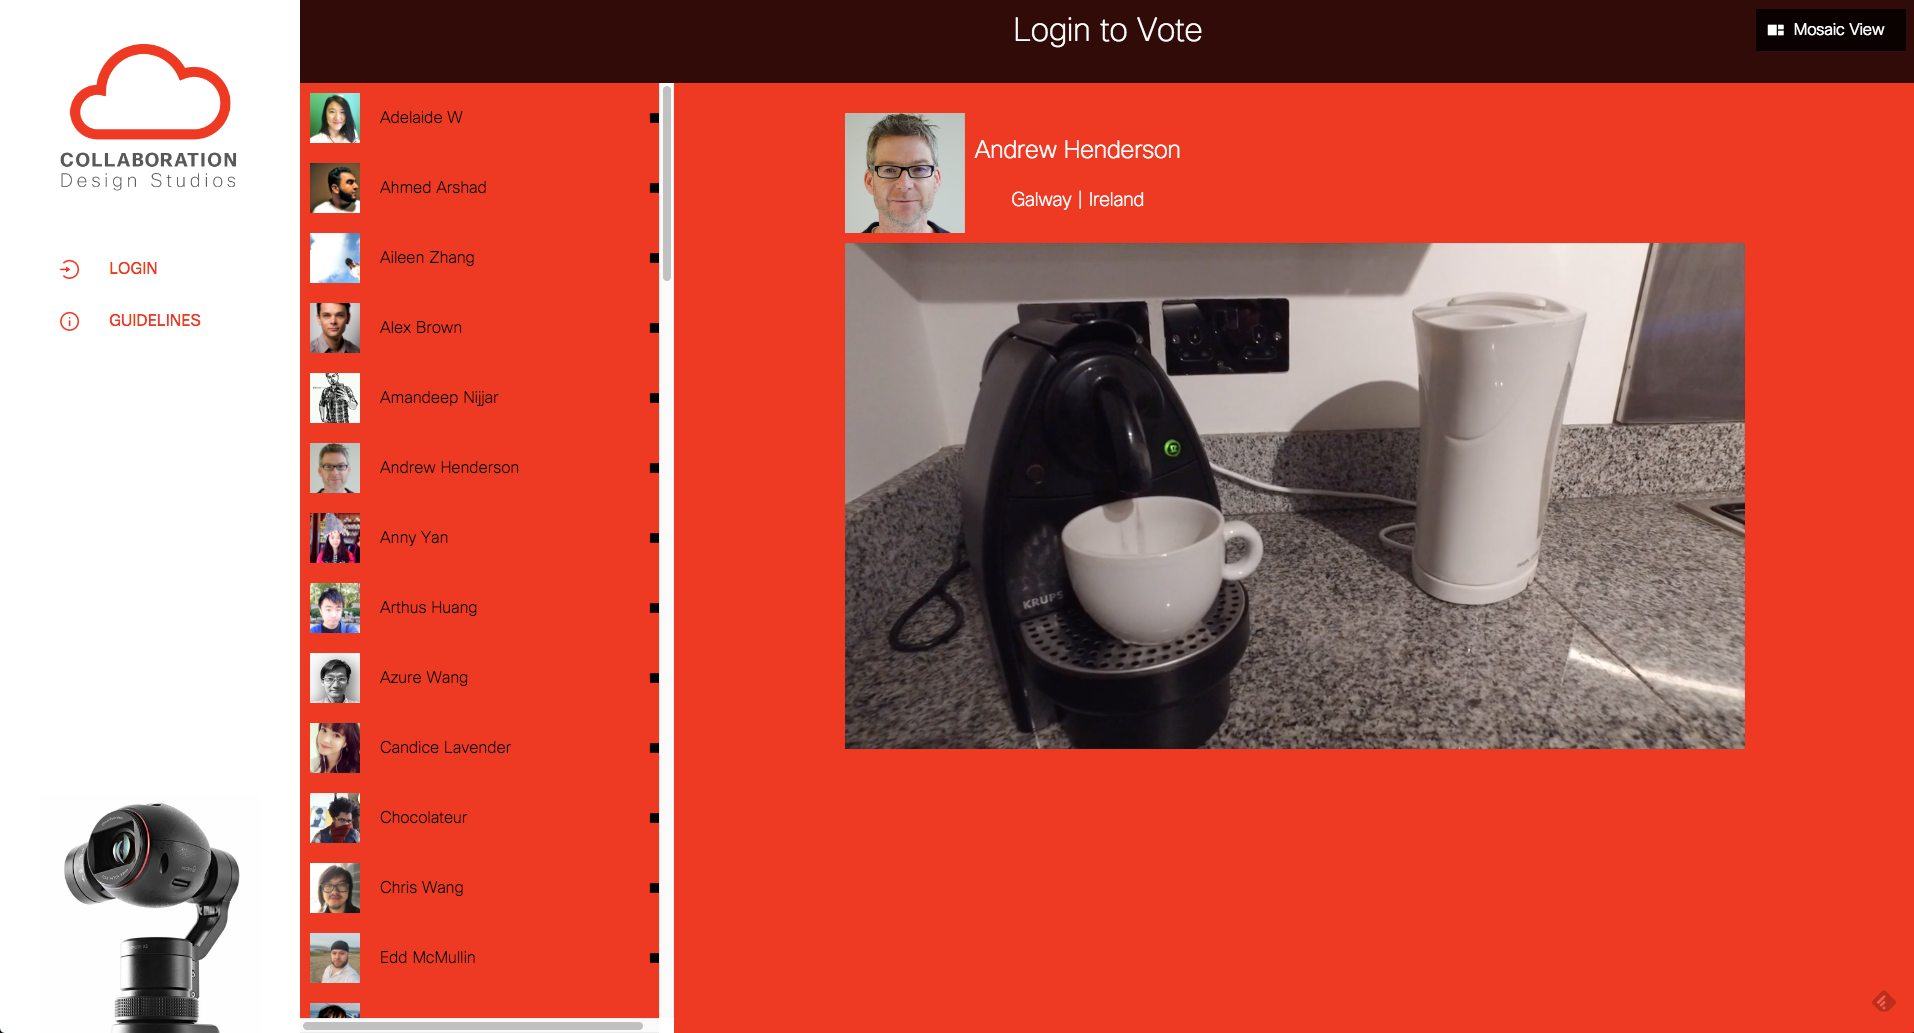 COLLABORATION
Design Studios
LOGIN
GUIDELINES
Login to Vote
Mosaic View
Adelaide W
Ahmed Arshad
Aileen Zhang
Alex Brown
Amandeep Nijjar
Andrew Henderson
Anny Yan
Arthus Huang
Azure Wang
Candice Lavender
Chocolateur
Chris Wang
Edd McMullin
Andrew Henderson
Galway | Ireland
KRUPS